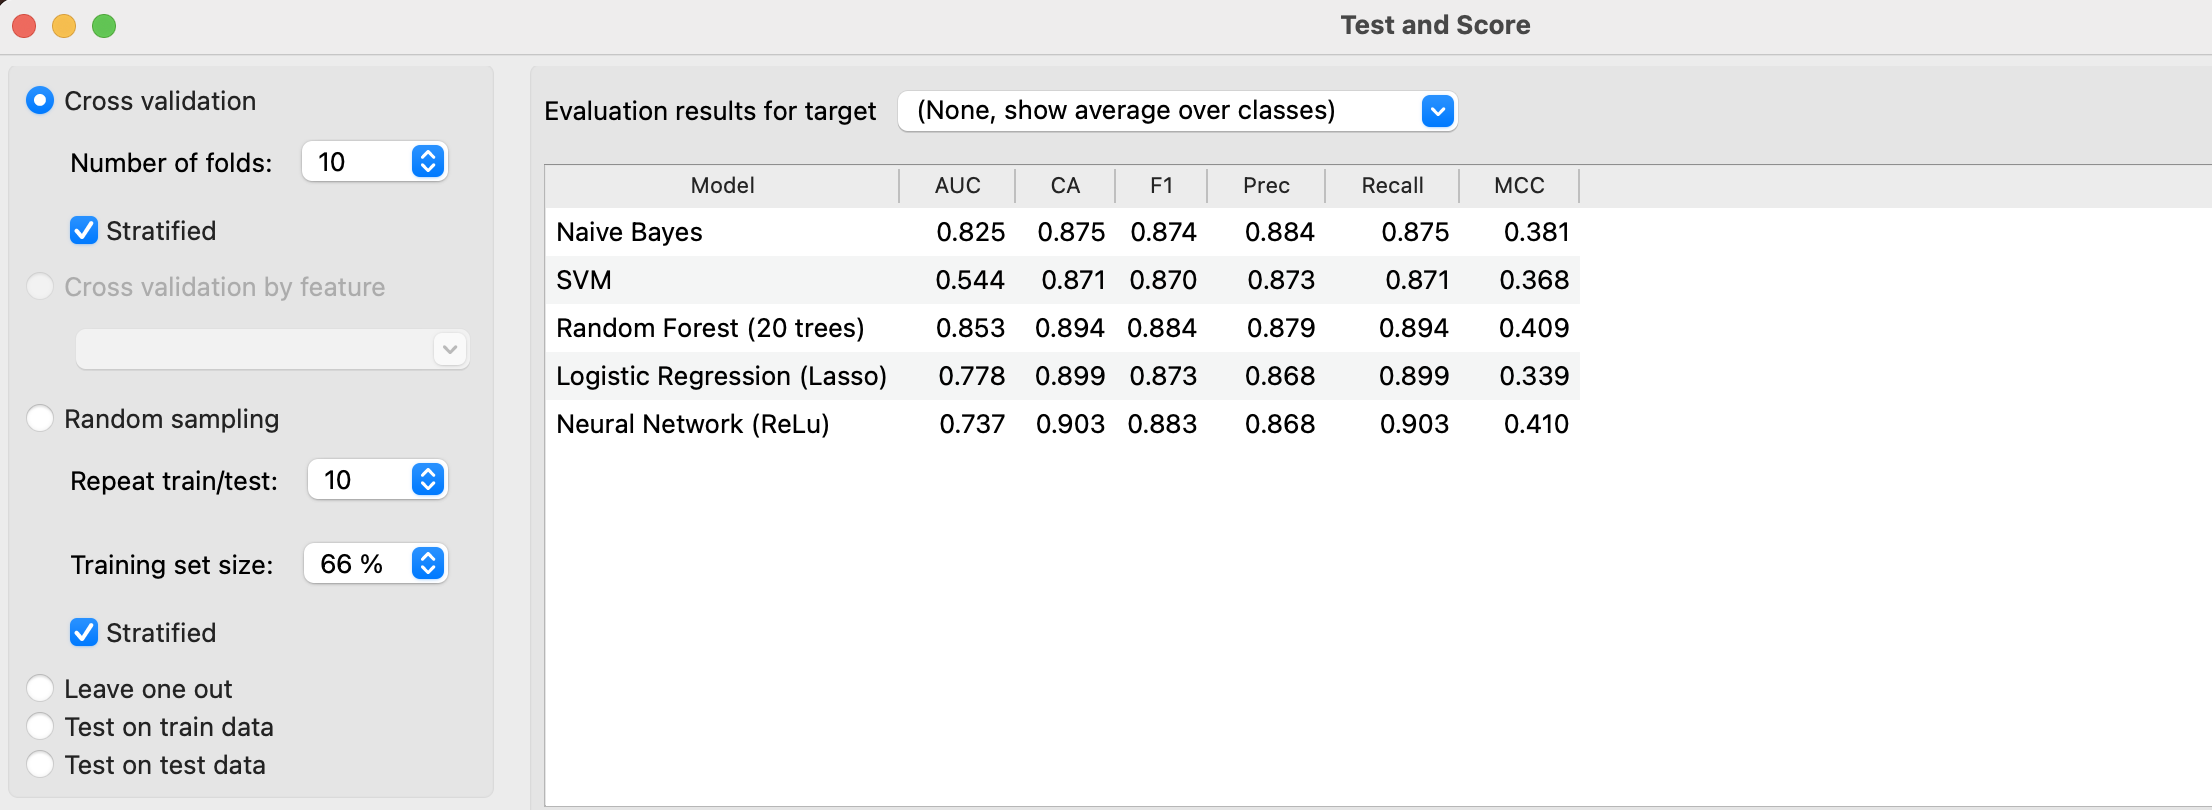 Test and Score
Cross validation
Number of folds: 10
Stratified
Cross validation by feature
Random sampling
Repeat train/test: 10
Training set size: 66 %
Stratified
Leave one out
Test on train data
Test on test data
Evaluation results for target (None, show average over classes)
Model AUC CA F1 Prec Recall MCC
Naive Bayes 0.825 0.875 0.874 0.884 0.875 0.381
SVM 0.544 0.871 0.870 0.873 0.871 0.368
Random Forest (20 trees) 0.853 0.894 0.884 0.879 0.894 0.409
Logistic Regression (Lasso) 0.778 0.899 0.873 0.868 0.899 0.339
Neural Network (ReLu) 0.737 0.903 0.883 0.868 0.903 0.410